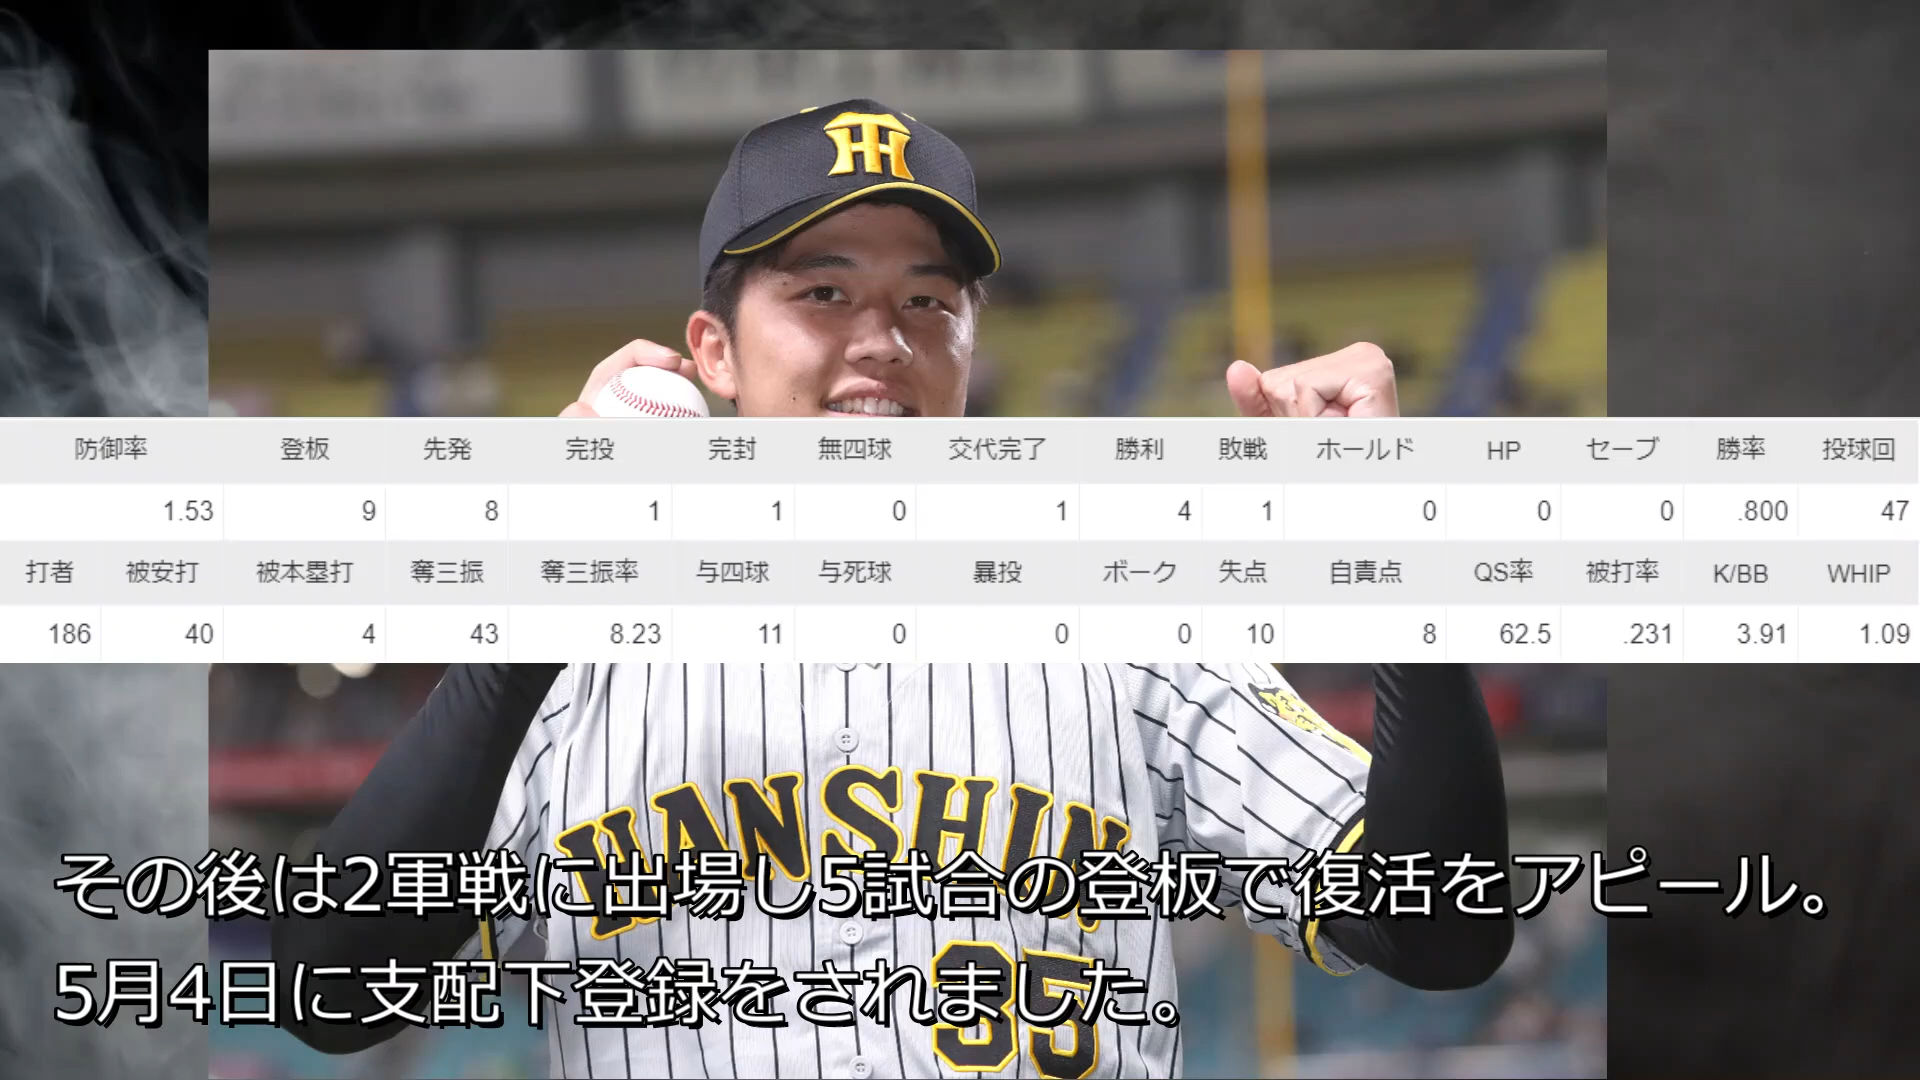 TH
防御率 登板 先発 完投 完封 無四球 交代完了 勝利 敗戦 ホールド HP セーブ 勝率 投球回
1.53 9 8 1 1 0 1 4 1 0 0 0 .800 47
打者 被安打 被本塁打 奪三振 奪三振率 与四球 与死球 暴投 ボーク 失点 自責点 QS率 被打率 K/BB WHIP
186 40 4 43 8.23 11 0 0 0 10 8 62.5 .231 3.91 1.09
HANSHIN
その後は2軍戦に出場し5試合の登板で復活をアピール。
5月4日に支配下登録をされました。
35